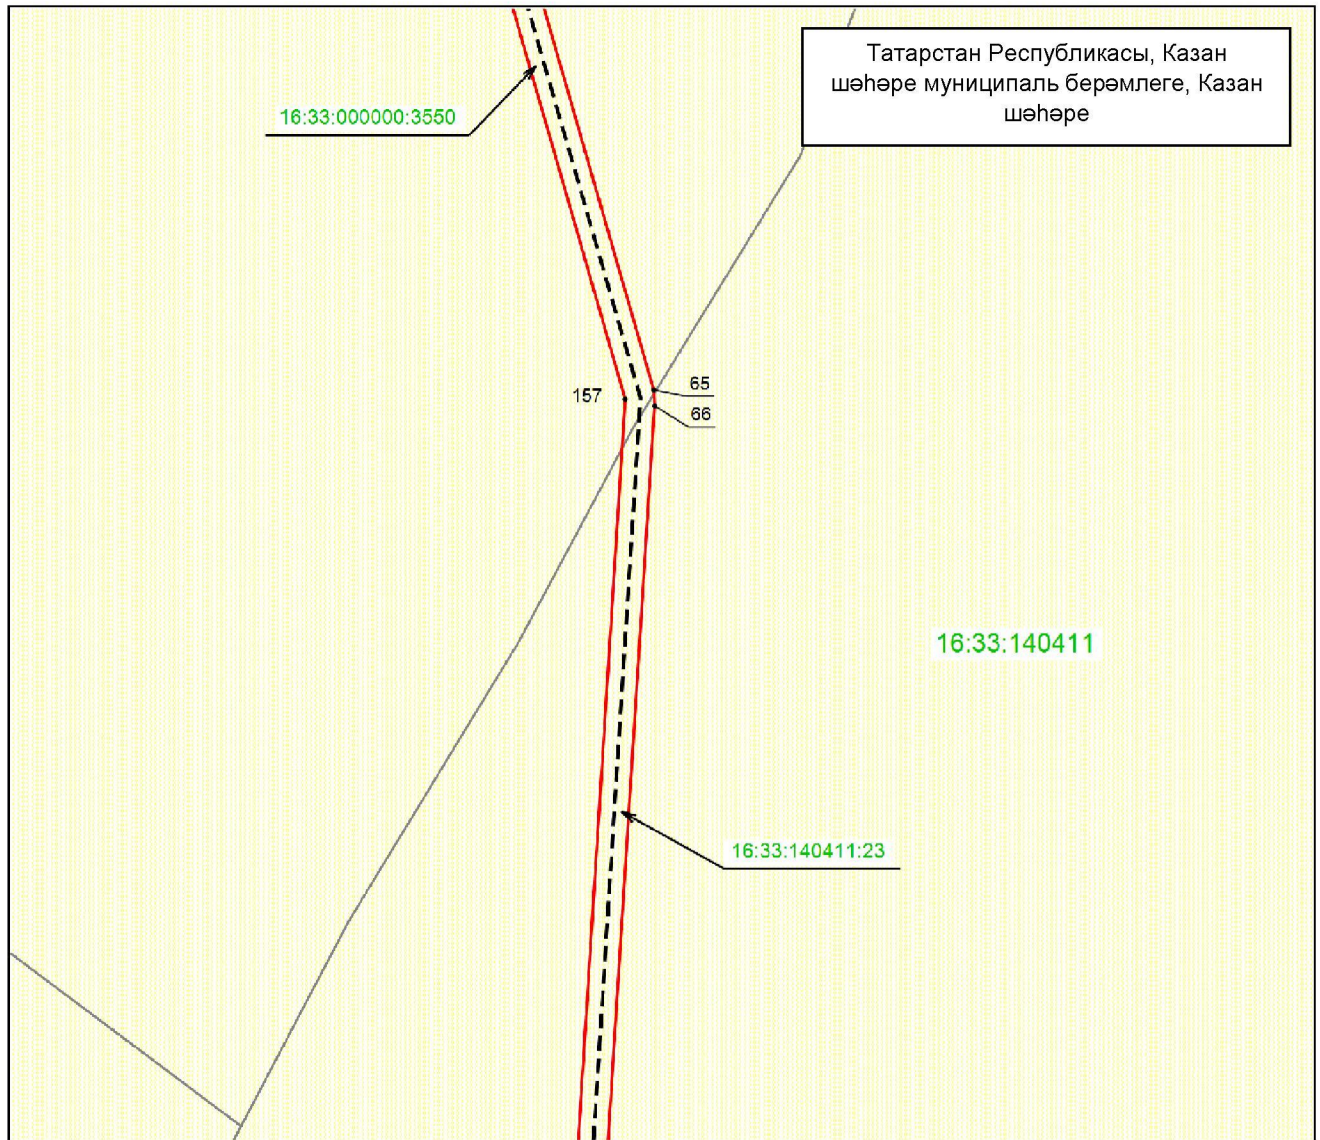 Татарстан Республикасы, Казан
шәһәре муниципаль берәмлеге, Казан
шәһәре
16:33:000000:3550
65
157
66
16:33:140411
16:33:140411:23